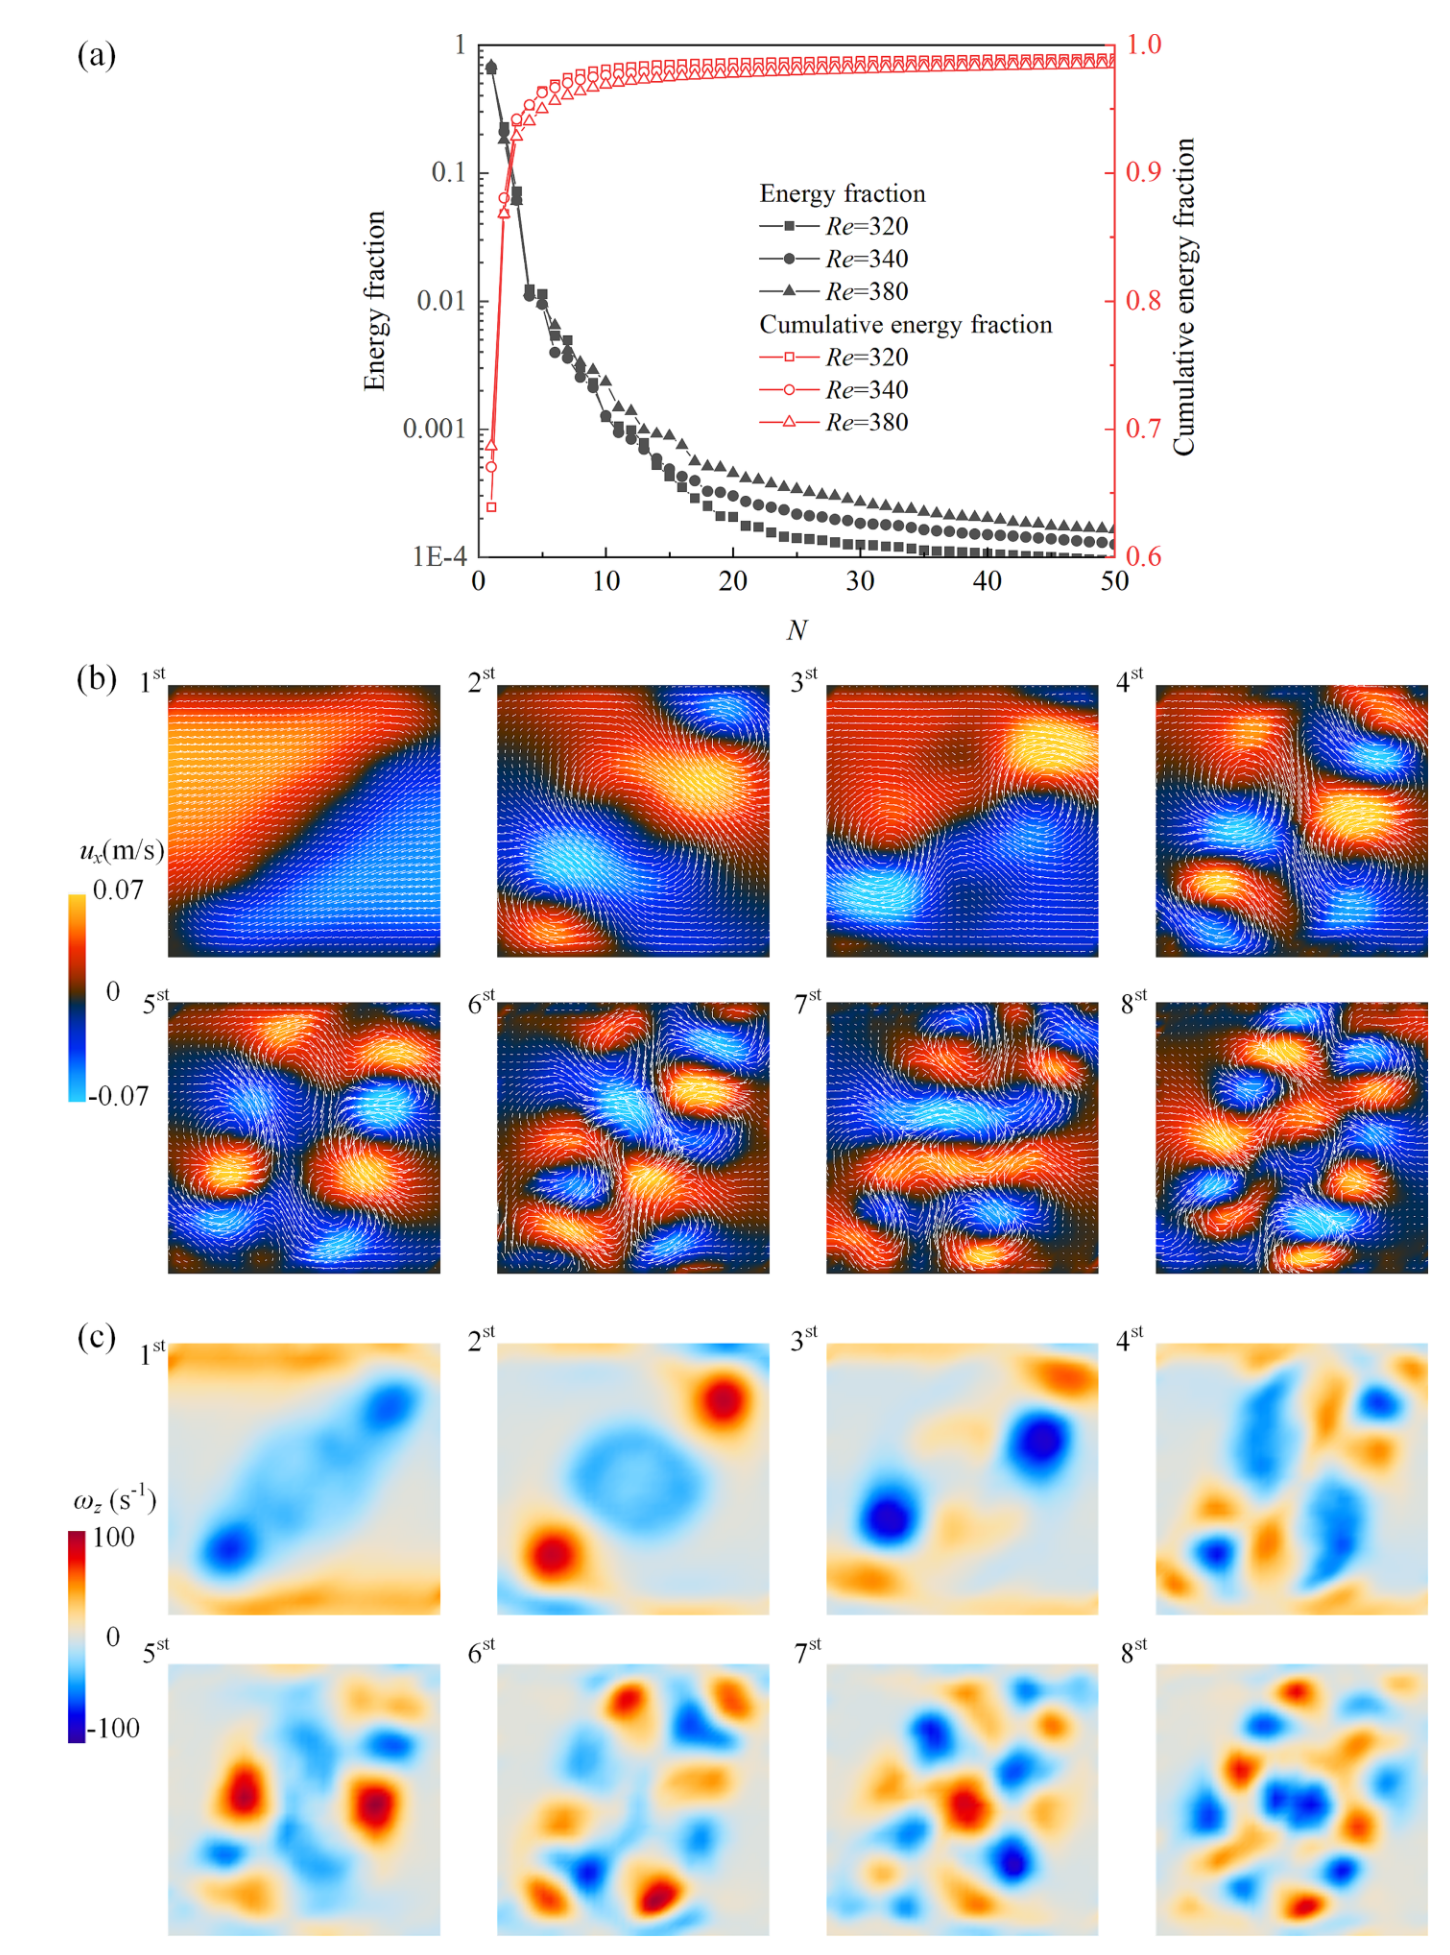 (a)
1
0.1
0.01
0.001
1E-4
Energy fraction
1.0
0.9
0.8
0.7
0.6
Cumulative energy fraction
Energy fraction
Re=320
Re=340
Re=380
Cumulative energy fraction
Re=320
Re=340
Re=380
0 10 20 30 40 50
N
(b)
1st 2st 3st 4st
uₓ(m/s)
0.07
0
-0.07
5st 6st 7st 8st
(c)
1st 2st 3st 4st
ω_z (s⁻¹)
100
0
-100
5st 6st 7st 8st